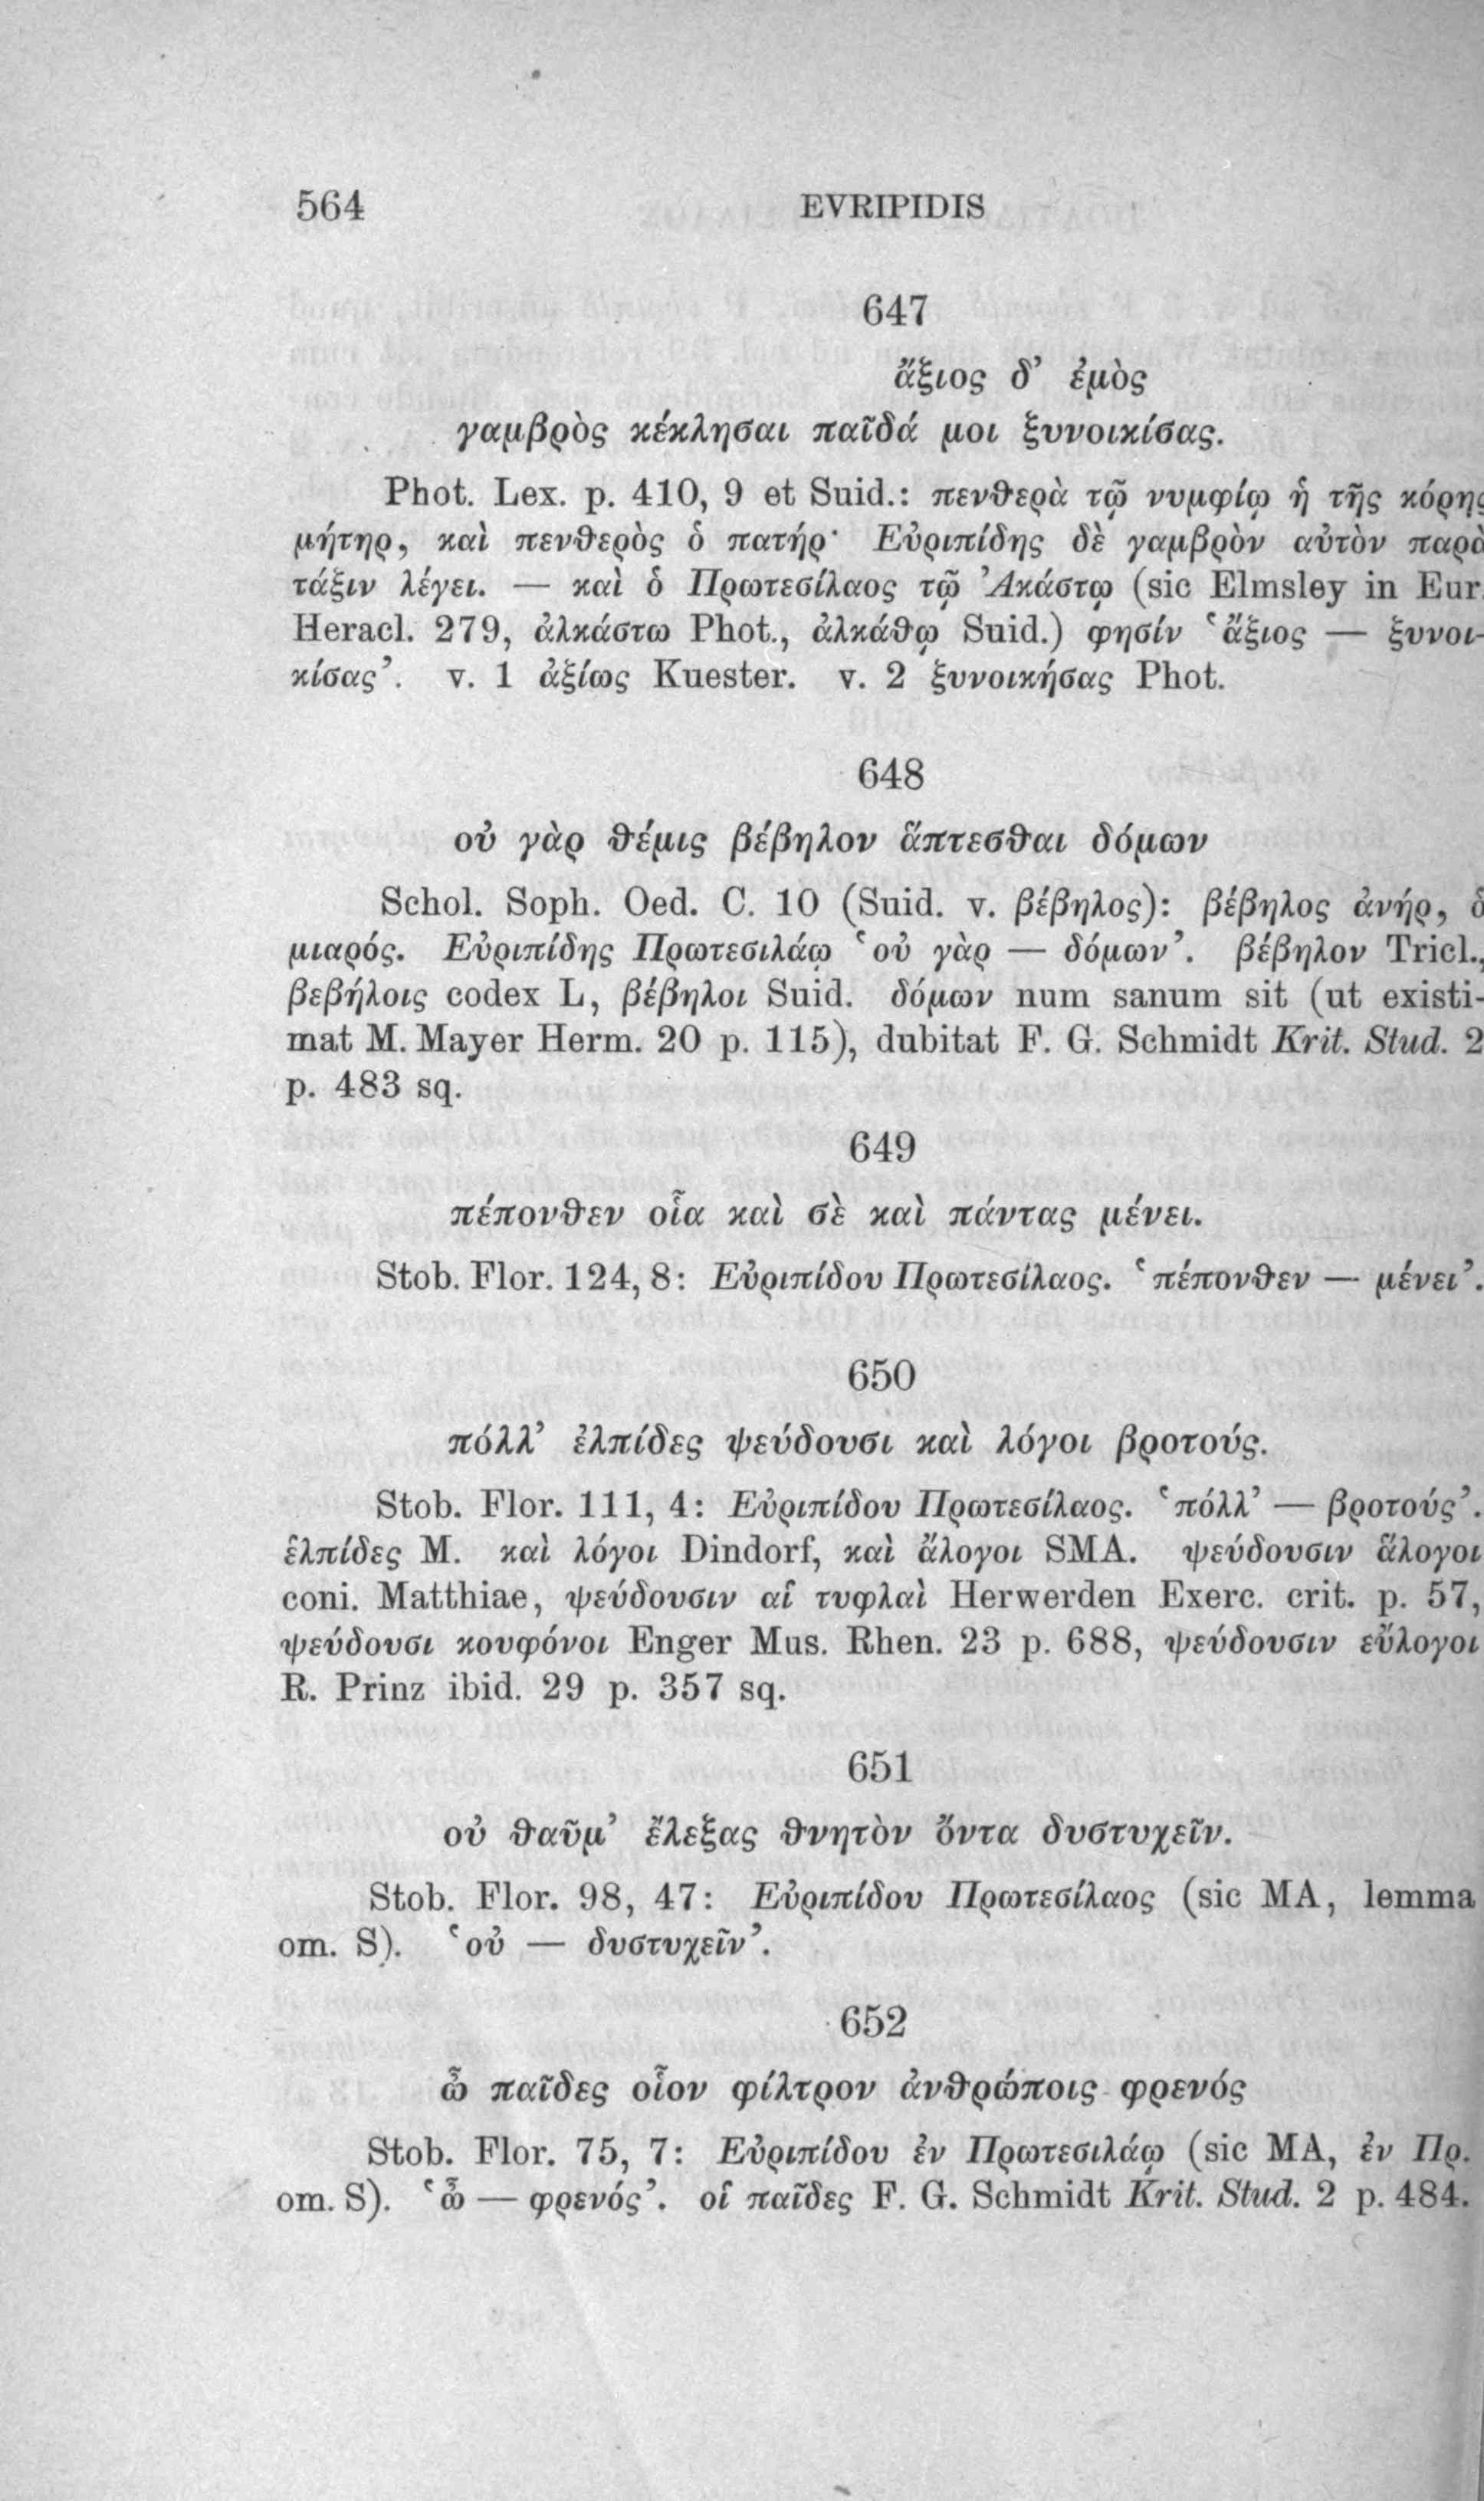 564 EVRIPIDIS
647
ἄξιος δ’ ἐμὸς
γαμβρὸς κέκλησαι παῖδά μοι ξυνοικίσας.
Phot. Lex. p. 410, 9 et Suid.: πενθερὰ τῷ νυμφίῳ ἡ τῆς κόρης
μήτηρ, καὶ πενθερὸς ὁ πατήρ· Εὐριπίδης δὲ γαμβρὸν αὐτὸν παρὰ
τάξιν λέγει. — καὶ ὁ Πρωτεσίλαος τῷ Ἀκάστῳ (sic Elmsley in Eur.
Heracl. 279, ἀλκάστω Phot., ἀλκάθῳ Suid.) φησίν ‘ἄξιος — ξυνοι-
κίσας’. v. 1 ἀξίως Kuester. v. 2 ξυνοικήσας Phot.
648
οὐ γὰρ θέμις βέβηλον ἅπτεσθαι δόμων
Schol. Soph. Oed. C. 10 (Suid. v. βέβηλος): βέβηλος ἀνήρ, ὁ
μιαρός. Εὐριπίδης Πρωτεσιλάῳ ‘οὐ γὰρ — δόμων’. βέβηλον Tricl.,
βεβήλοις codex L, βέβηλοι Suid. δόμων num sanum sit (ut existi-
mat M. Mayer Herm. 20 p. 115), dubitat F. G. Schmidt Krit. Stud. 2
p. 483 sq.
649
πέπονθεν οἷα καὶ σὲ καὶ πάντας μένει.
Stob. Flor. 124, 8: Εὐριπίδου Πρωτεσίλαος. ‘πέπονθεν — μένει’.
650
πόλλ’ ἐλπίδες ψεύδουσι καὶ λόγοι βροτούς.
Stob. Flor. 111, 4: Εὐριπίδου Πρωτεσίλαος. ‘πόλλ’ — βροτούς’.
ἑλπίδες M. καὶ λόγοι Dindorf, καὶ ἄλογοι SMA. ψεύδουσιν ἅλογοι
coni. Matthiae, ψεύδουσιν αἱ τυφλαὶ Herwerden Exerc. crit. p. 57,
ψεύδουσι κουφόνοι Enger Mus. Rhen. 23 p. 688, ψεύδουσιν εὔλογοι
R. Prinz ibid. 29 p. 357 sq.
651
οὐ θαῦμ’ ἔλεξας θνητὸν ὄντα δυστυχεῖν.
Stob. Flor. 98, 47: Εὐριπίδου Πρωτεσίλαος (sic MA, lemma
om. S). ‘οὐ — δυστυχεῖν’.
652
ὦ παῖδες οἷον φίλτρον ἀνθρώποις φρενός
Stob. Flor. 75, 7: Εὐριπίδου ἐν Πρωτεσιλάῳ (sic MA, ἐν Πρ.
om. S). ‘ὦ — φρενός’. οἱ παῖδες F. G. Schmidt Krit. Stud. 2 p. 484.